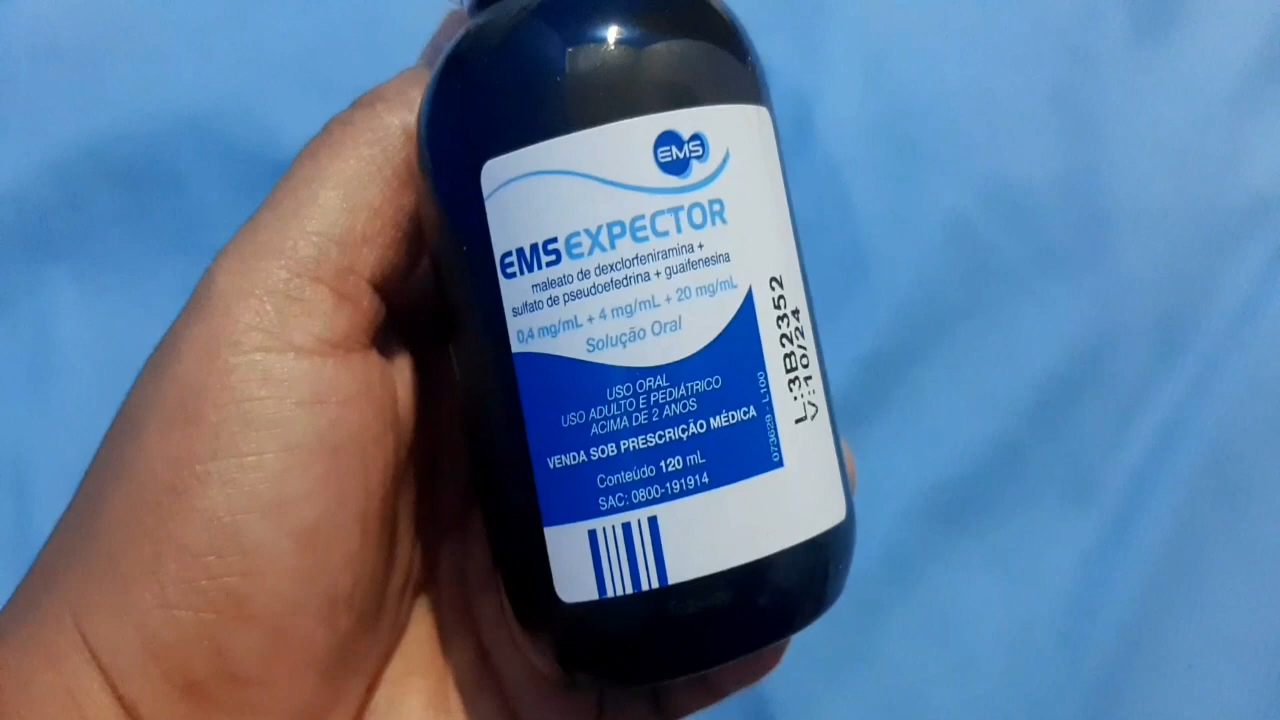 EMS
EMSEXPECTOR
maleato de dexclorfeniramina +
sulfato de pseudoefedrina + guaifenesina
0,4 mg/mL + 4 mg/mL + 20 mg/mL
Solução Oral
USO ORAL
USO ADULTO E PEDIÁTRICO
ACIMA DE 2 ANOS
VENDA SOB PRESCRIÇÃO MÉDICA
Conteúdo 120 mL
SAC: 0800-191914
073629 - L100
L:3B2352
V:10/24